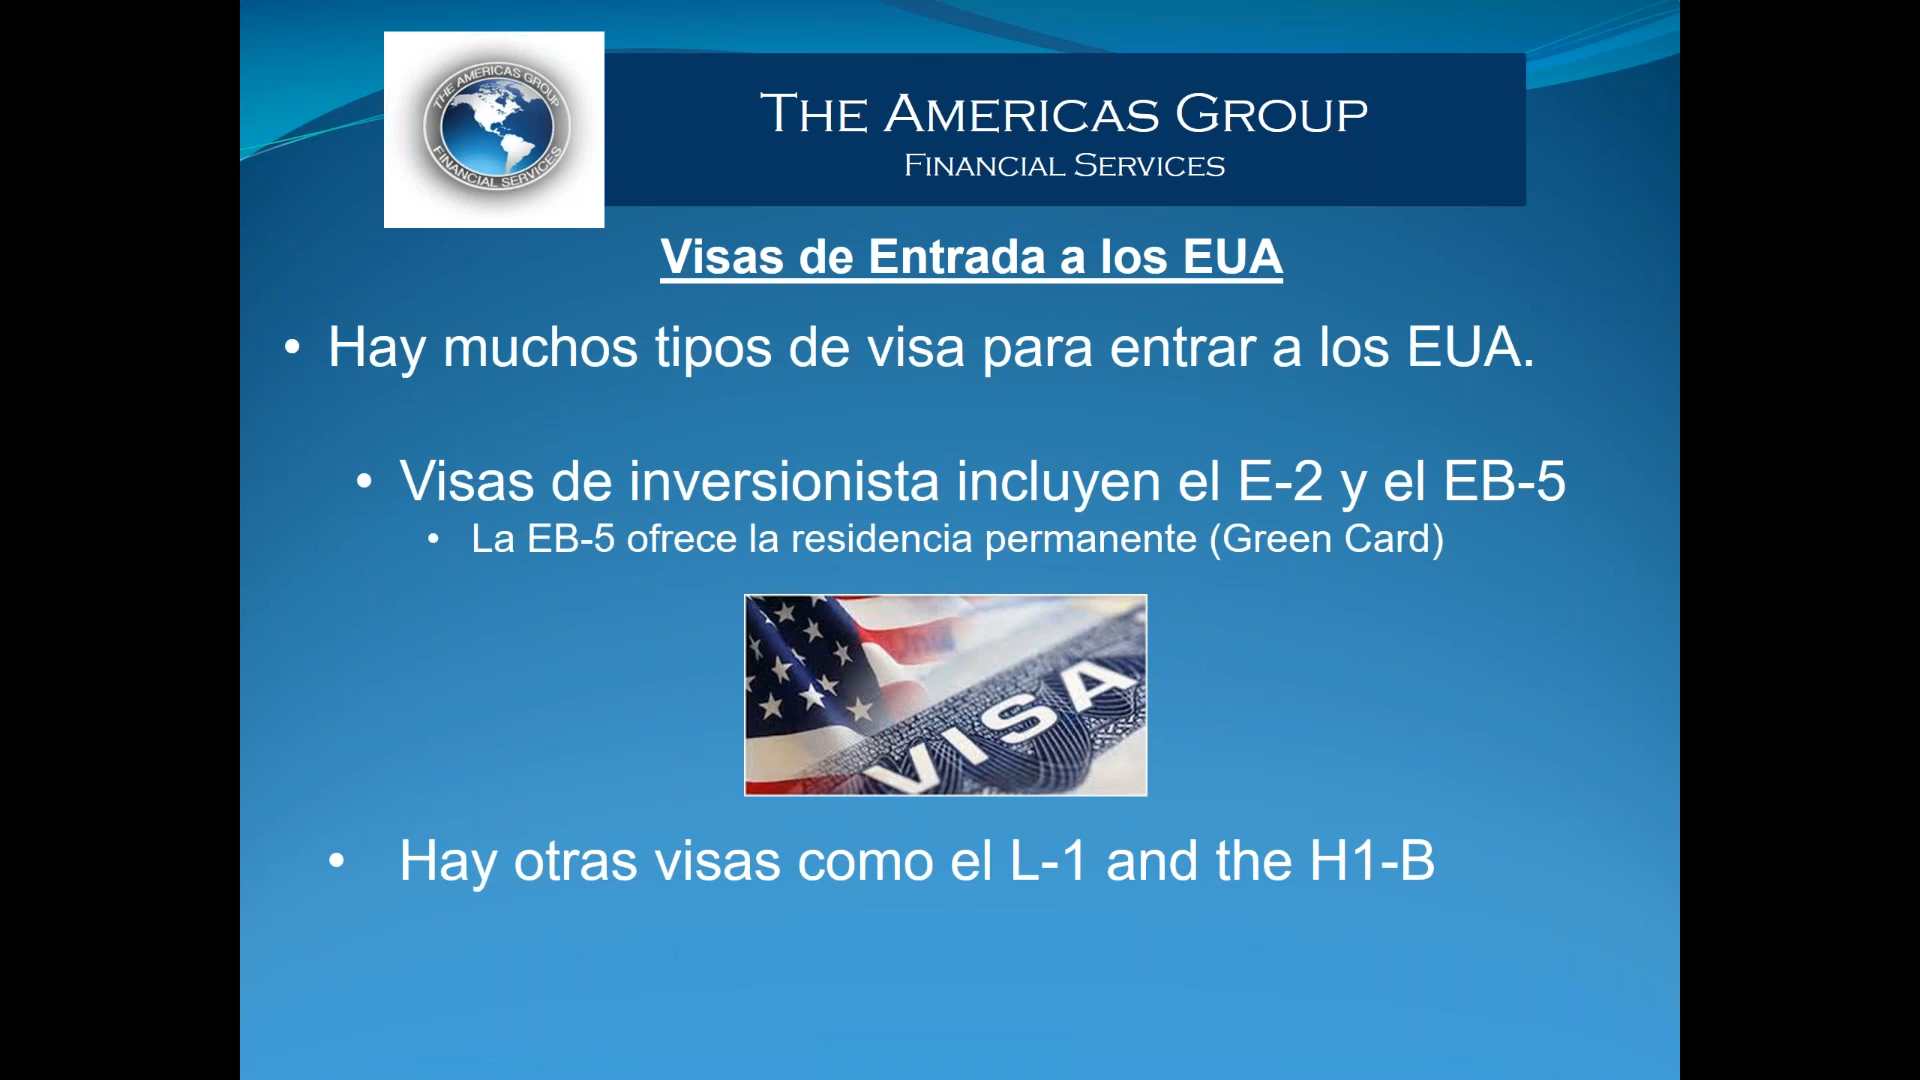 THE AMERICAS GROUP
FINANCIAL SERVICES
THE AMERICAS GROUP
FINANCIAL SERVICES
Visas de Entrada a los EUA
• Hay muchos tipos de visa para entrar a los EUA.
• Visas de inversionista incluyen el E-2 y el EB-5
• La EB-5 ofrece la residencia permanente (Green Card)
VISA
• Hay otras visas como el L-1 and the H1-B